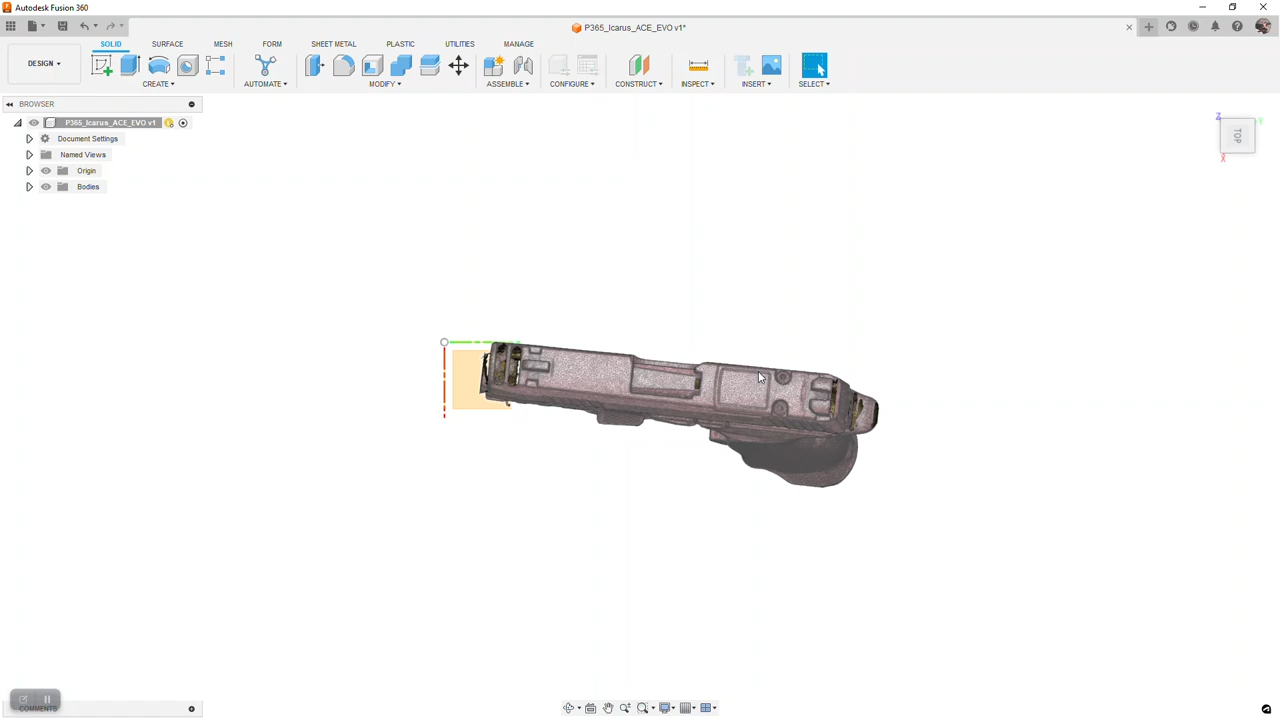 Autodesk Fusion 360
P365_Icarus_ACE_EVO v1*
SOLID SURFACE MESH FORM SHEET METAL PLASTIC UTILITIES MANAGE
DESIGN
CREATE AUTOMATE MODIFY ASSEMBLE CONFIGURE CONSTRUCT INSPECT INSERT SELECT
BROWSER
P365_Icarus_ACE_EVO v1
Document Settings
Named Views
Origin
Bodies
Z
Y
TOP
X
COMMENTS